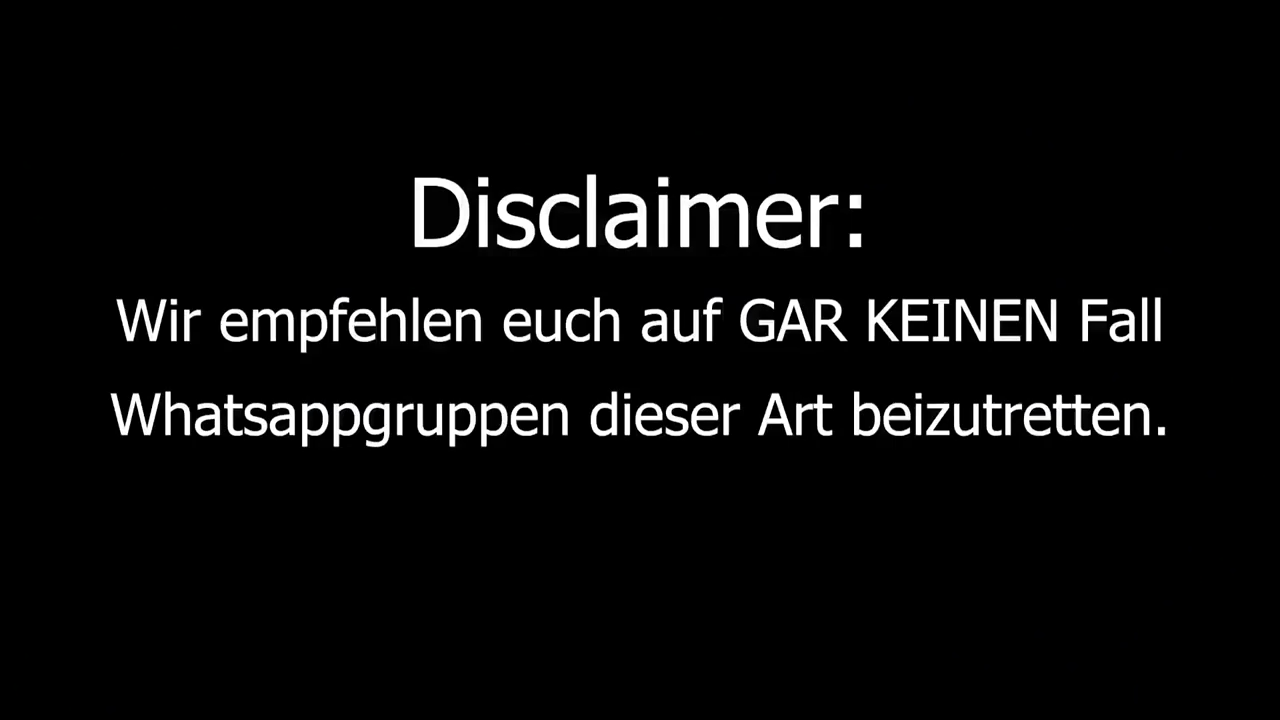 Disclaimer:
Wir empfehlen euch auf GAR KEINEN Fall
Whatsappgruppen dieser Art beizutretten.